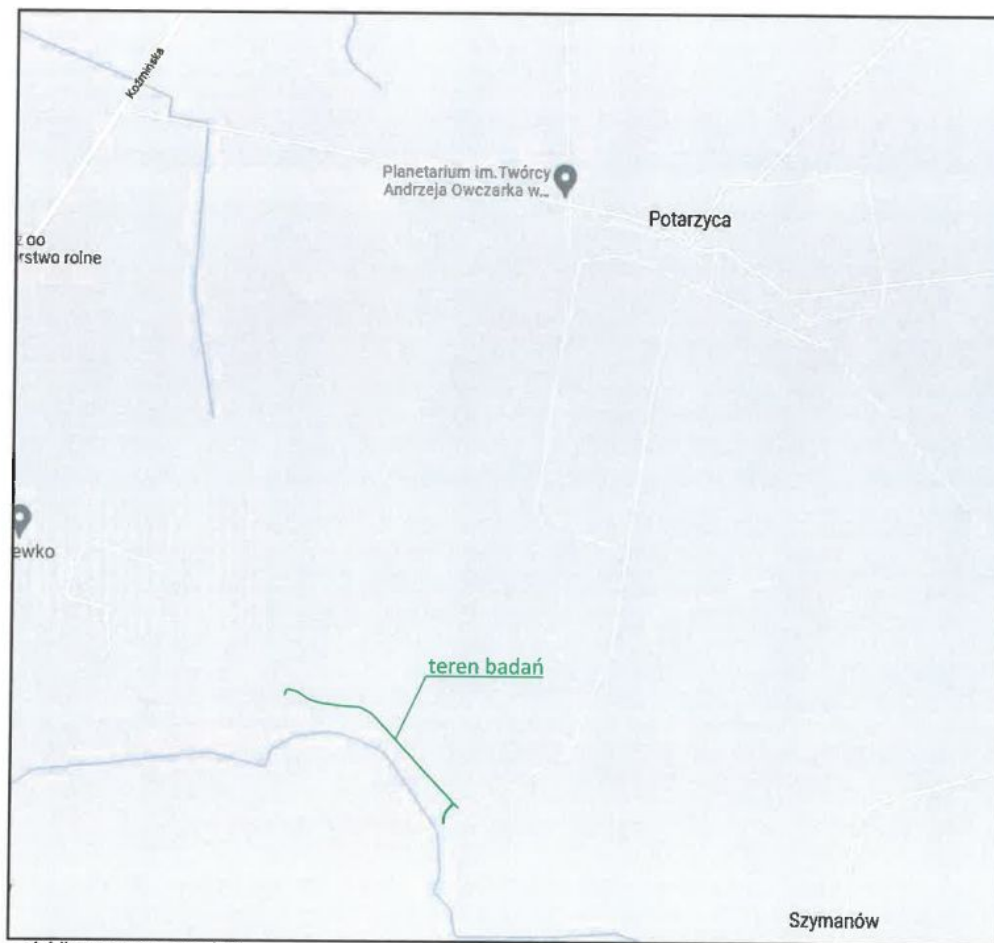 Koźmińska
Planetarium im. Twórcy
Andrzeja Owczarka w...
Potarzyca
z oo
rstwo rolne
ewko
teren badań
Szymanów